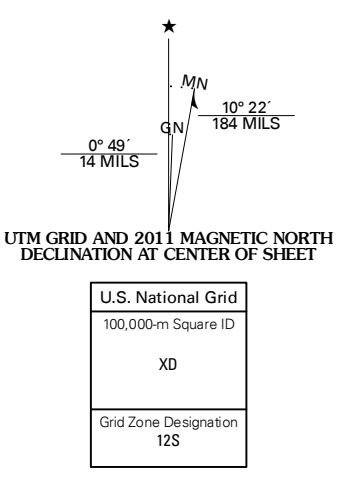 MN
GN
10° 22´
184 MILS
0° 49´
14 MILS
UTM GRID AND 2011 MAGNETIC NORTH
DECLINATION AT CENTER OF SHEET
U.S. National Grid
100,000-m Square ID
XD
Grid Zone Designation
12S